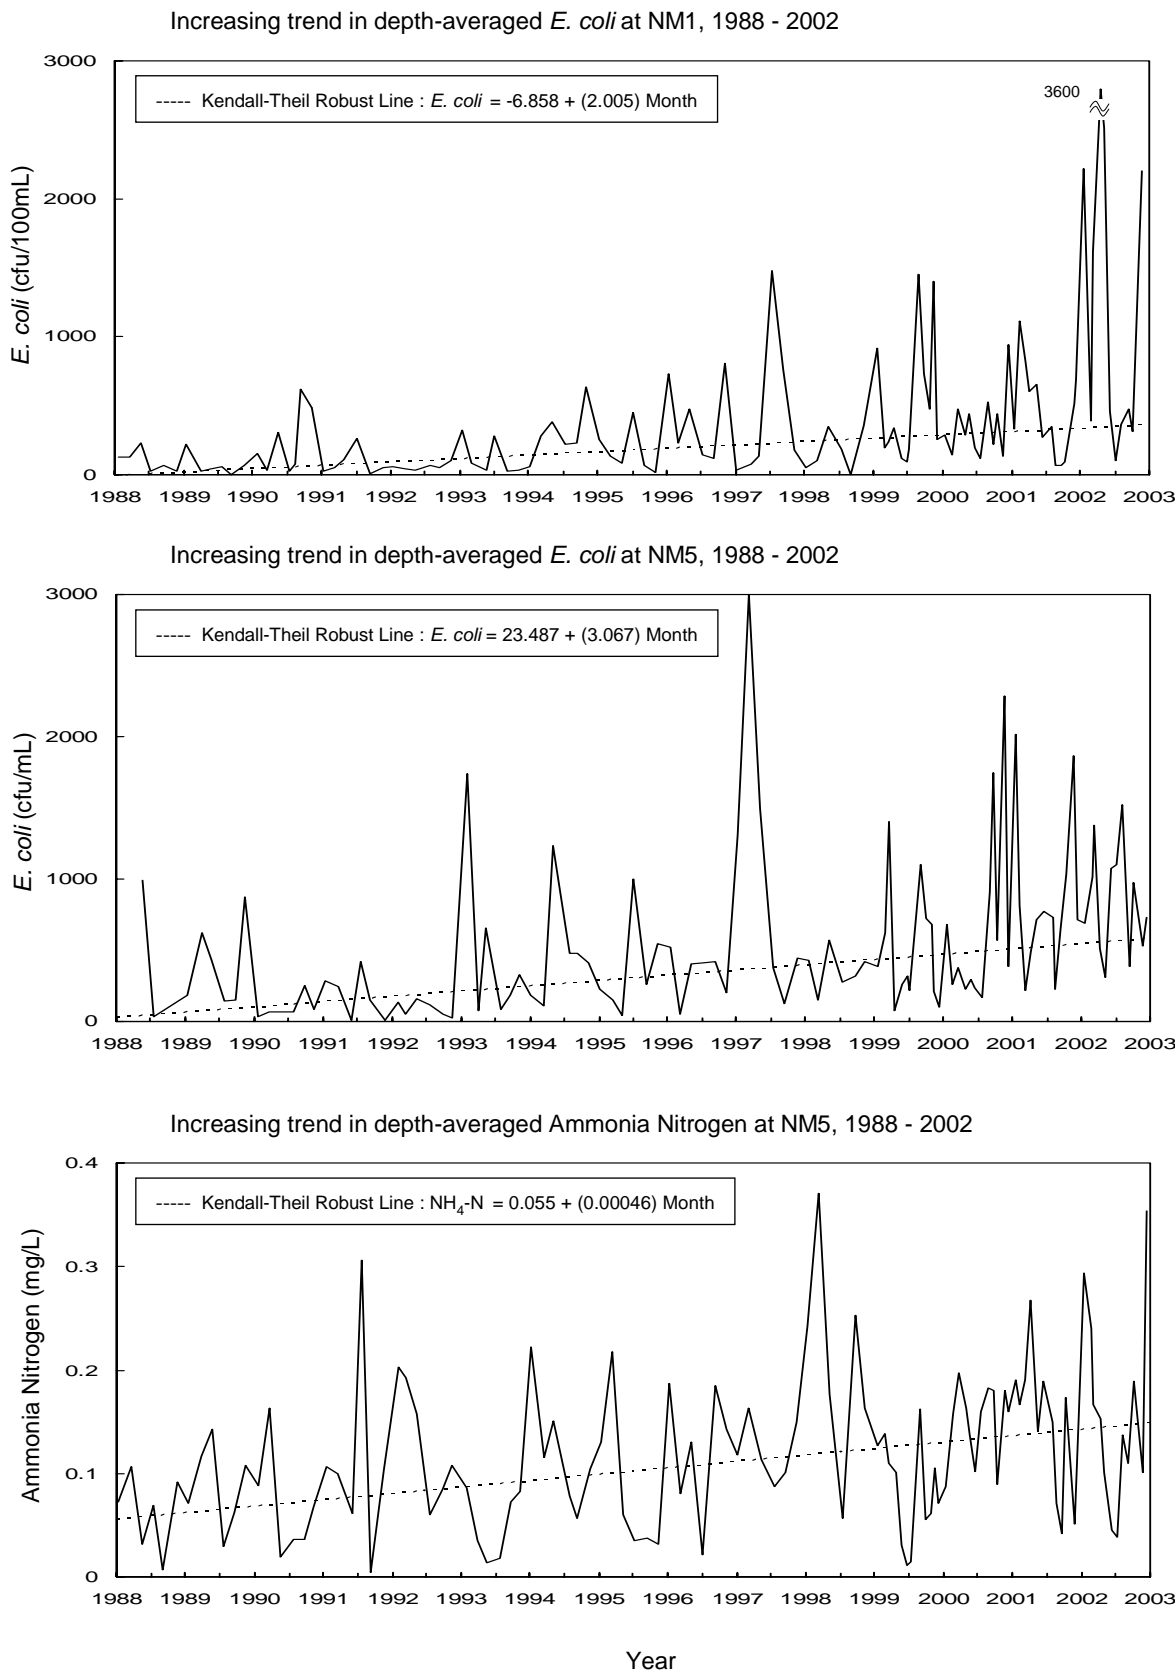 Increasing trend in depth-averaged E. coli at NM1, 1988 - 2002
3000
2000
1000
0
E. coli (cfu/100mL)
----- Kendall-Theil Robust Line : E. coli = -6.858 + (2.005) Month
3600
1988 1989 1990 1991 1992 1993 1994 1995 1996 1997 1998 1999 2000 2001 2002 2003
Increasing trend in depth-averaged E. coli at NM5, 1988 - 2002
3000
2000
1000
0
E. coli (cfu/mL)
----- Kendall-Theil Robust Line : E. coli = 23.487 + (3.067) Month
1988 1989 1990 1991 1992 1993 1994 1995 1996 1997 1998 1999 2000 2001 2002 2003
Increasing trend in depth-averaged Ammonia Nitrogen at NM5, 1988 - 2002
0.4
0.3
0.2
0.1
0
Ammonia Nitrogen (mg/L)
----- Kendall-Theil Robust Line : NH4-N = 0.055 + (0.00046) Month
1988 1989 1990 1991 1992 1993 1994 1995 1996 1997 1998 1999 2000 2001 2002 2003
Year